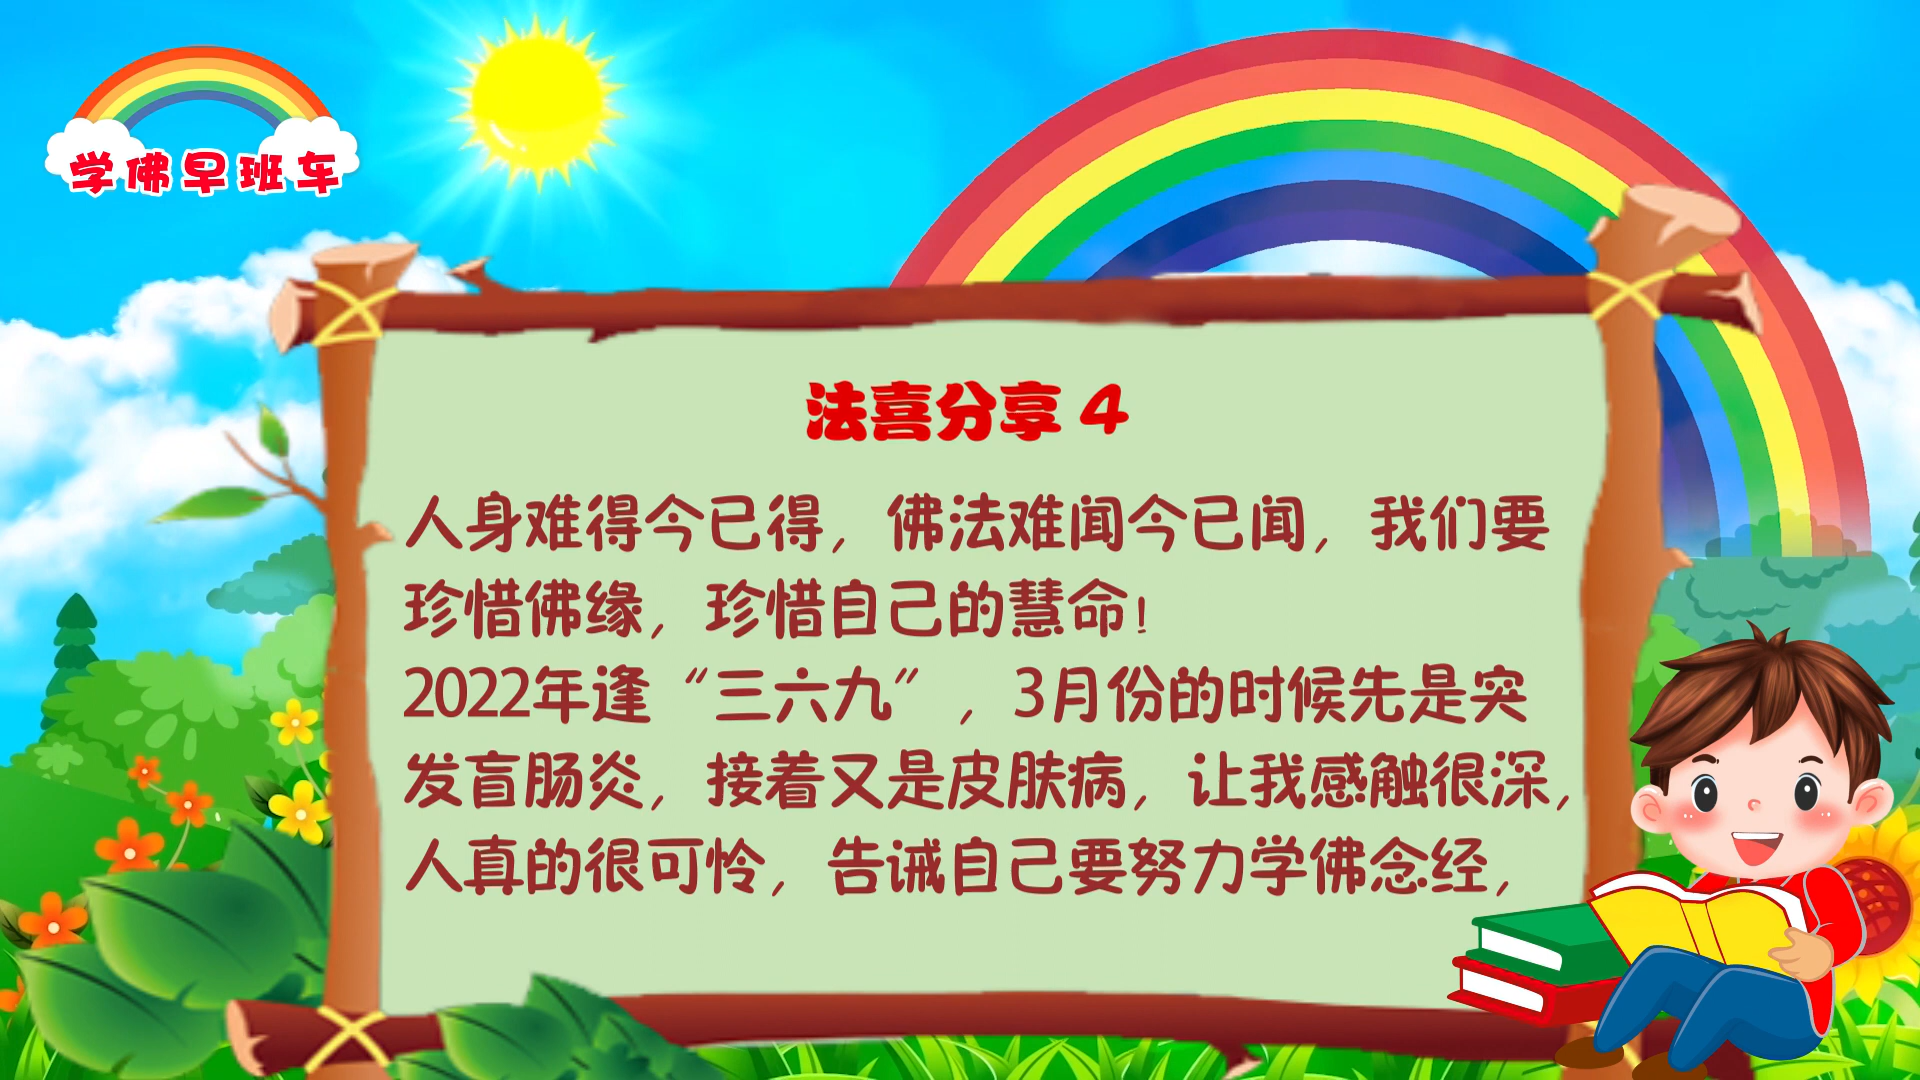 学佛早班车
法喜分享 4
人身难得今已得，佛法难闻今已闻，我们要
珍惜佛缘，珍惜自己的慧命！
2022年逢“三六九”，3月份的时候先是突
发盲肠炎，接着又是皮肤病，让我感触很深，
人真的很可怜，告诫自己要努力学佛念经，